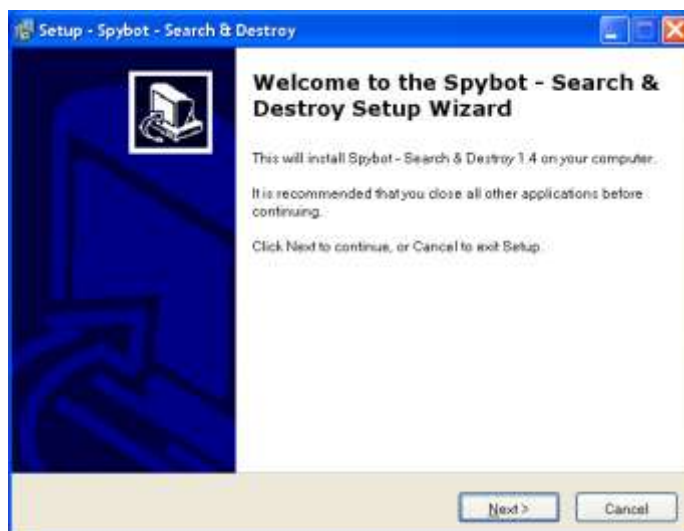 Setup - Spybot - Search & Destroy
Welcome to the Spybot - Search &
Destroy Setup Wizard
This will install Spybot - Search & Destroy 1.4 on your computer.
It is recommended that you close all other applications before
continuing.
Click Next to continue, or Cancel to exit Setup.
Next >
Cancel